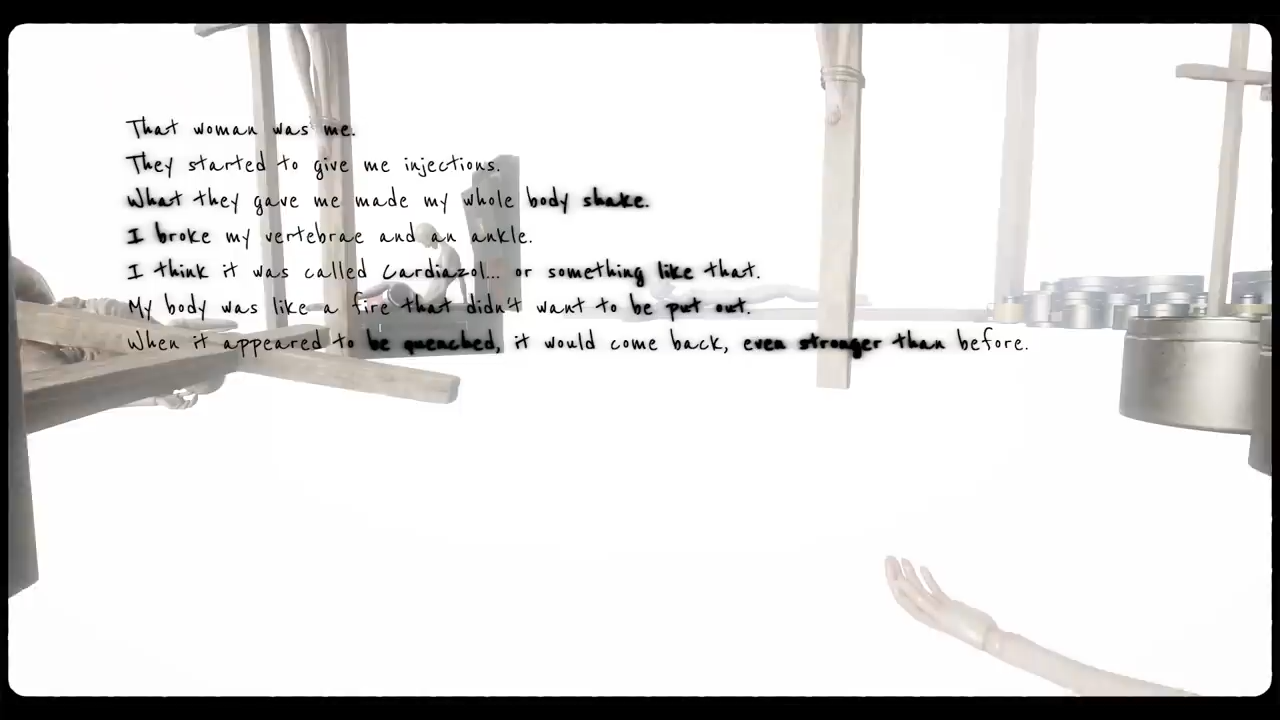 That woman was me.
They started to give me injections.
What they gave me made my whole body shake.
I broke my vertebrae and an ankle.
I think it was called Cardiazol... or something like that.
My body was like a fire that didn't want to be put out.
When it appeared to be quenched, it would come back, even stronger than before.